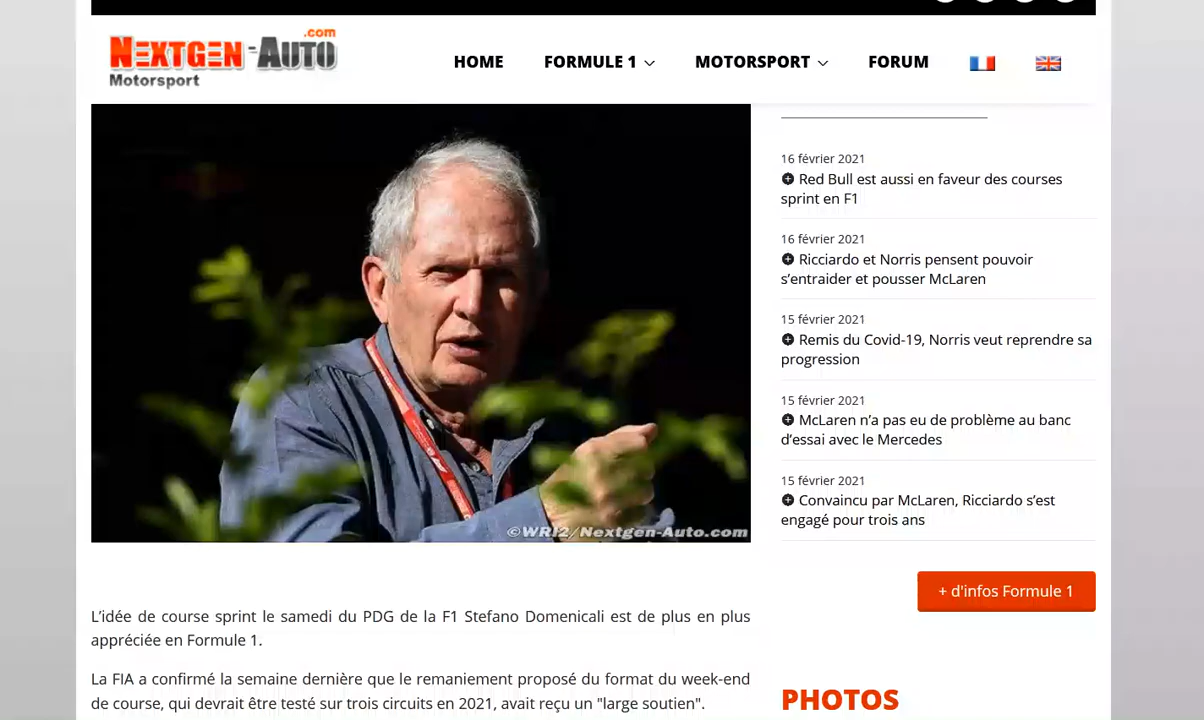 NEXTGEN-AUTO
.com
Motorsport
HOME
FORMULE 1
MOTORSPORT
FORUM
©WRI2/Nextgen-Auto.com
L’idée de course sprint le samedi du PDG de la F1 Stefano Domenicali est de plus en plus
appréciée en Formule 1.
La FIA a confirmé la semaine dernière que le remaniement proposé du format du week-end
de course, qui devrait être testé sur trois circuits en 2021, avait reçu un "large soutien".
16 février 2021
Red Bull est aussi en faveur des courses
sprint en F1
16 février 2021
Ricciardo et Norris pensent pouvoir
s’entraider et pousser McLaren
15 février 2021
Remis du Covid-19, Norris veut reprendre sa
progression
15 février 2021
McLaren n’a pas eu de problème au banc
d’essai avec le Mercedes
15 février 2021
Convaincu par McLaren, Ricciardo s’est
engagé pour trois ans
+ d'infos Formule 1
PHOTOS